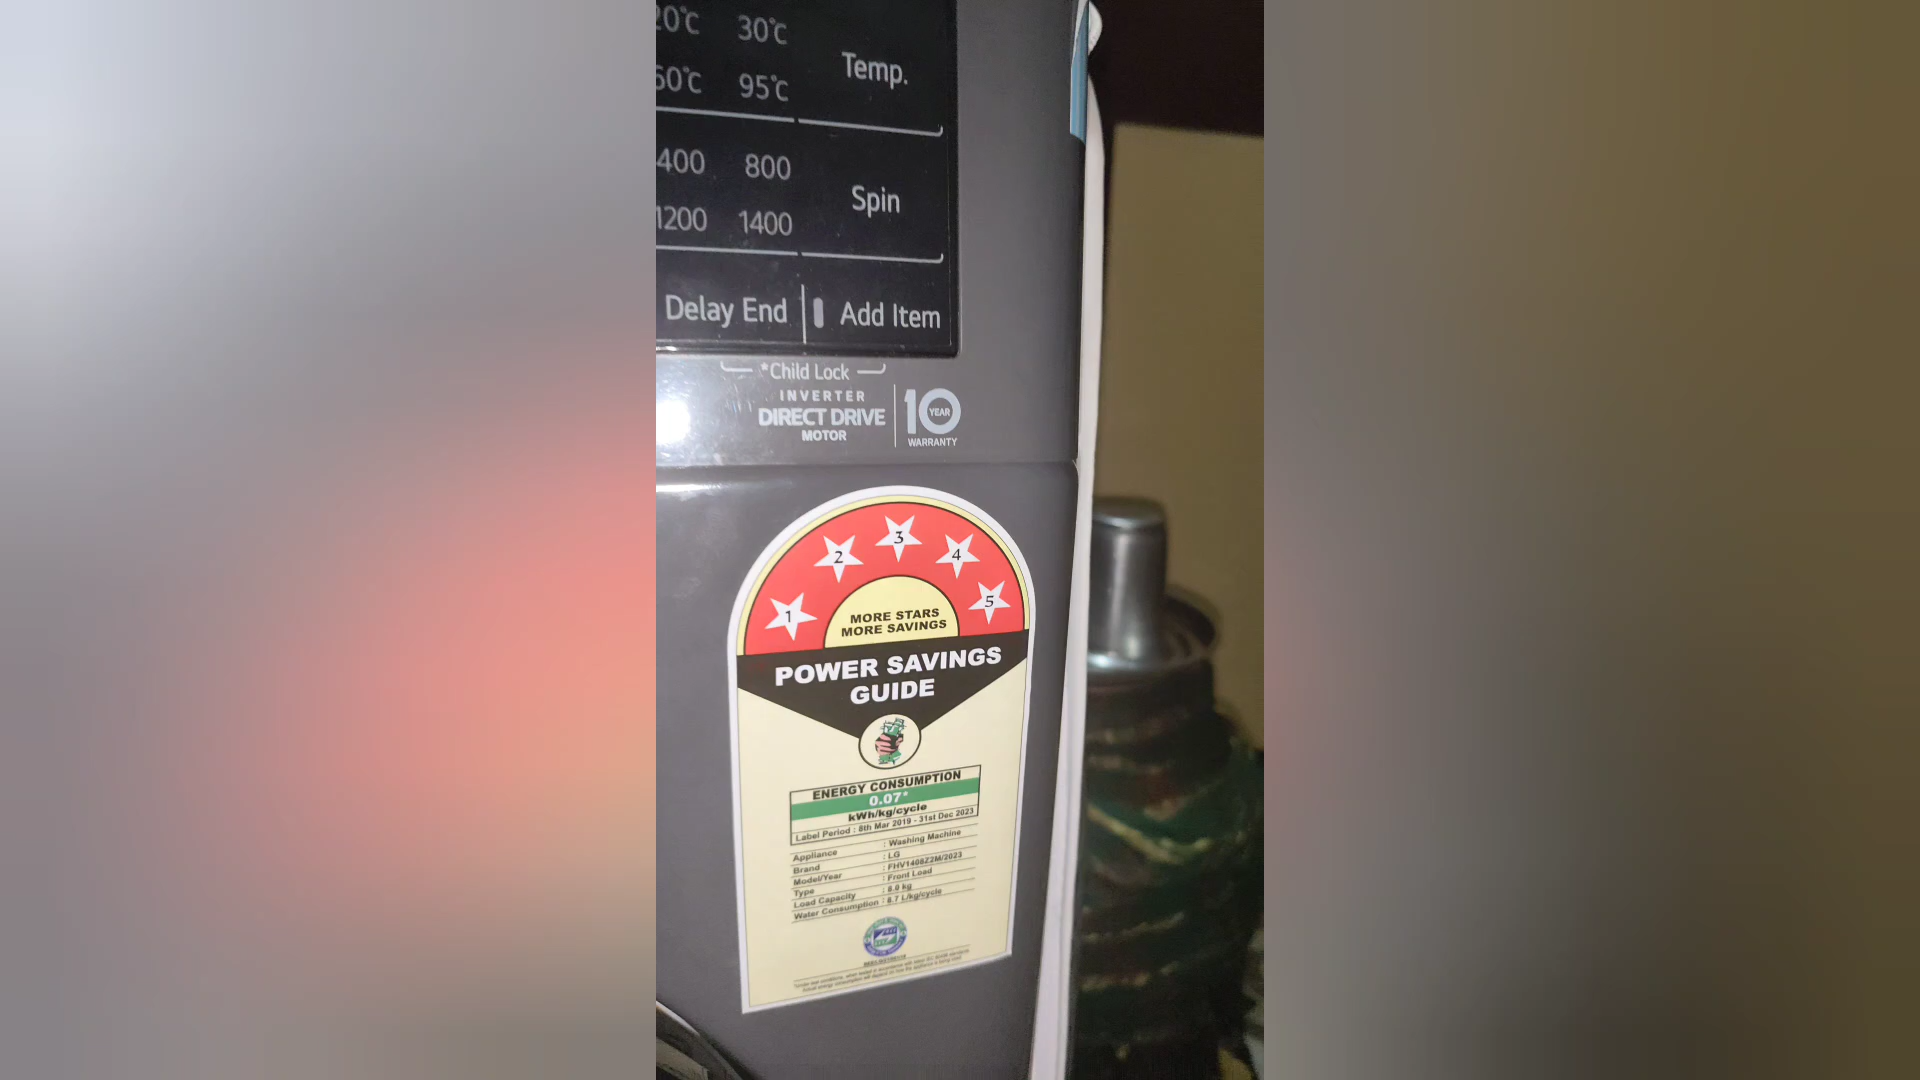 20°C 30°C
60°C 95°C
Temp.
400 800
1200 1400
Spin
Delay End Add Item
*Child Lock
INVERTER
DIRECT DRIVE
MOTOR
10 YEAR
WARRANTY
1 2 3 4 5
MORE STARS
MORE SAVINGS
POWER SAVINGS
GUIDE
ENERGY CONSUMPTION
0.07*
kWh/kg/cycle
Label Period : 8th Mar 2019 - 31st Dec 2023
Appliance : Washing Machine
Brand : LG
Model/Year : FHV1408Z2M/2023
Type : Front Load
Load Capacity : 8.0 kg
Water Consumption : 8.7 L/kg/cycle